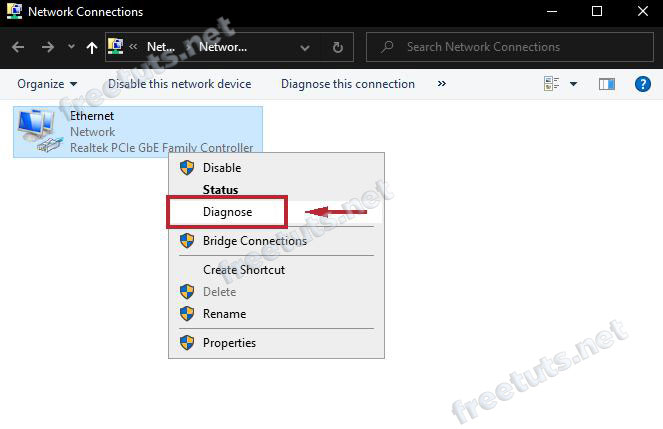 Network Connections
Net... Networ... Search Network Connections
Organize Disable this network device Diagnose this connection »
Ethernet
Network
Realtek PCIe GbE Family Controller
Disable
Status
Diagnose
Bridge Connections
Create Shortcut
Delete
Rename
Properties
freetuts.net
freetuts.net
freetuts.net
freetuts.net